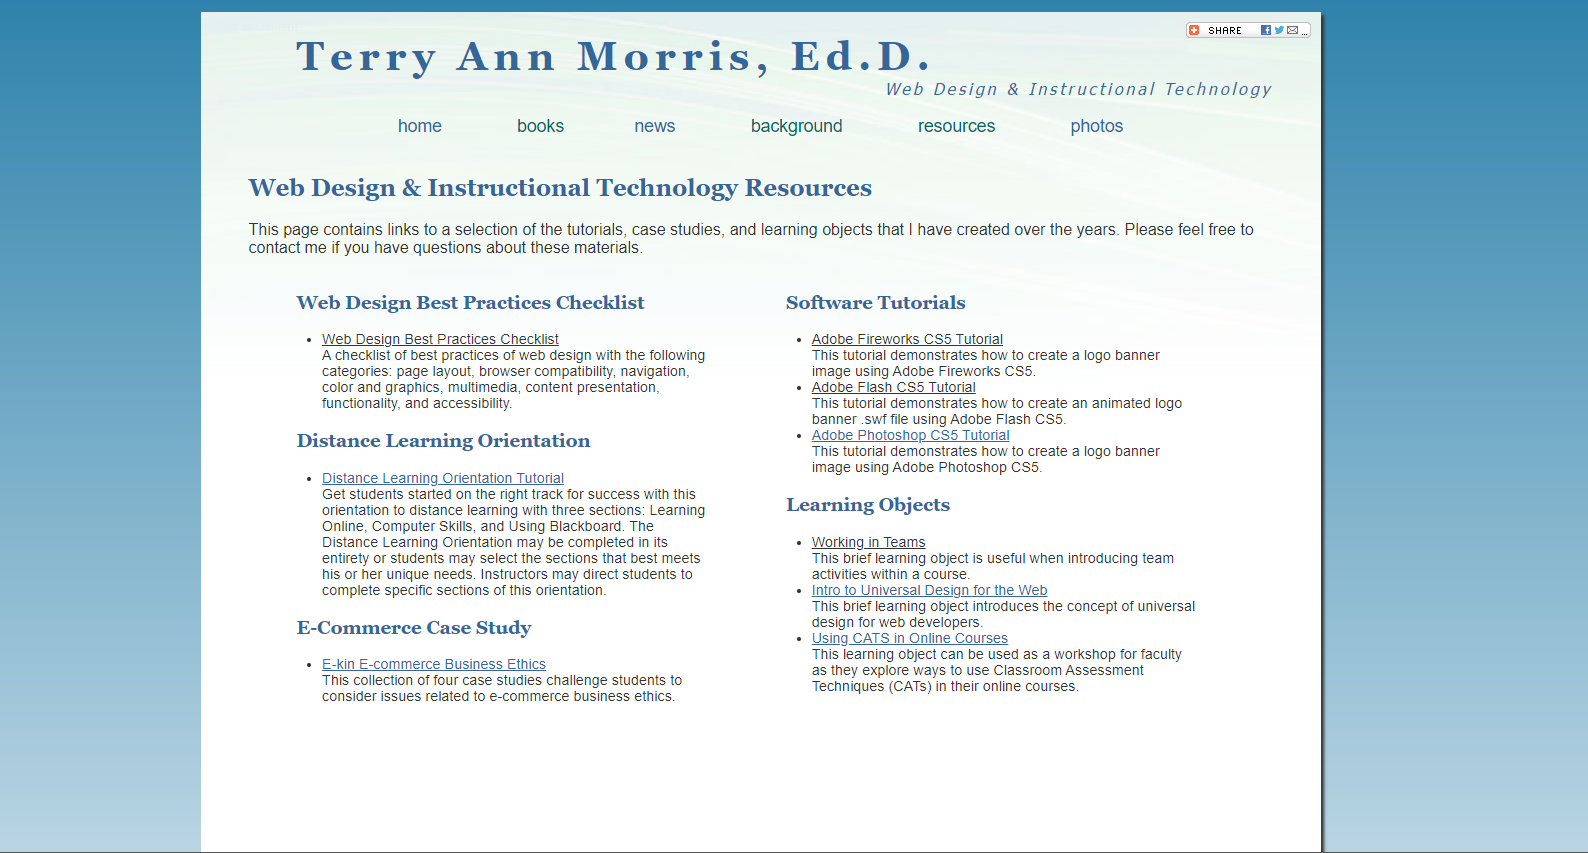 SHARE ...
Terry Ann Morris, Ed.D.
Web Design & Instructional Technology
home books news background resources photos
Web Design & Instructional Technology Resources
This page contains links to a selection of the tutorials, case studies, and learning objects that I have created over the years. Please feel free to
contact me if you have questions about these materials.
Web Design Best Practices Checklist
Web Design Best Practices Checklist
A checklist of best practices of web design with the following
categories: page layout, browser compatibility, navigation,
color and graphics, multimedia, content presentation,
functionality, and accessibility.
Distance Learning Orientation
Distance Learning Orientation Tutorial
Get students started on the right track for success with this
orientation to distance learning with three sections: Learning
Online, Computer Skills, and Using Blackboard. The
Distance Learning Orientation may be completed in its
entirety or students may select the sections that best meets
his or her unique needs. Instructors may direct students to
complete specific sections of this orientation.
E-Commerce Case Study
E-kin E-commerce Business Ethics
This collection of four case studies challenge students to
consider issues related to e-commerce business ethics.
Software Tutorials
Adobe Fireworks CS5 Tutorial
This tutorial demonstrates how to create a logo banner
image using Adobe Fireworks CS5.
Adobe Flash CS5 Tutorial
This tutorial demonstrates how to create an animated logo
banner .swf file using Adobe Flash CS5.
Adobe Photoshop CS5 Tutorial
This tutorial demonstrates how to create a logo banner
image using Adobe Photoshop CS5.
Learning Objects
Working in Teams
This brief learning object is useful when introducing team
activities within a course.
Intro to Universal Design for the Web
This brief learning object introduces the concept of universal
design for web developers.
Using CATS in Online Courses
This learning object can be used as a workshop for faculty
as they explore ways to use Classroom Assessment
Techniques (CATs) in their online courses.